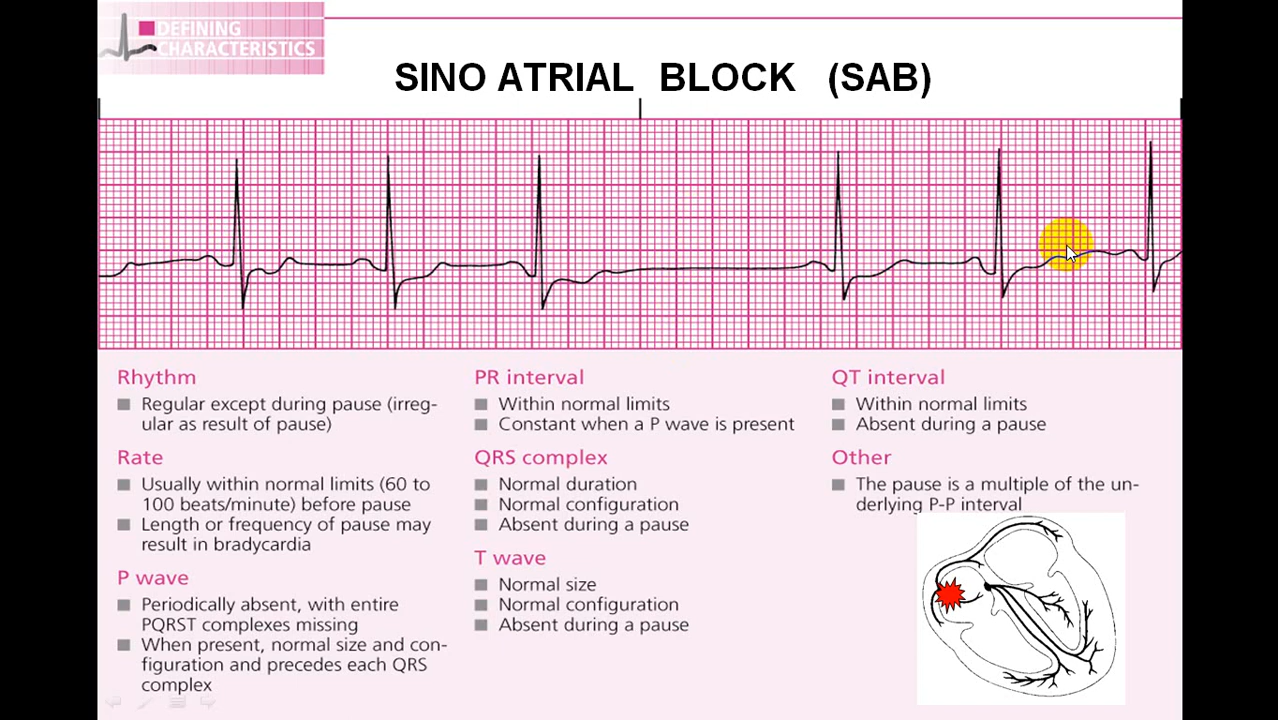 DEFINING
CHARACTERISTICS
SINO ATRIAL BLOCK (SAB)
Rhythm
Regular except during pause (irreg-
ular as result of pause)
Rate
Usually within normal limits (60 to
100 beats/minute) before pause
Length or frequency of pause may
result in bradycardia
P wave
Periodically absent, with entire
PQRST complexes missing
When present, normal size and con-
figuration and precedes each QRS
complex
PR interval
Within normal limits
Constant when a P wave is present
QRS complex
Normal duration
Normal configuration
Absent during a pause
T wave
Normal size
Normal configuration
Absent during a pause
QT interval
Within normal limits
Absent during a pause
Other
The pause is a multiple of the un-
derlying P-P interval